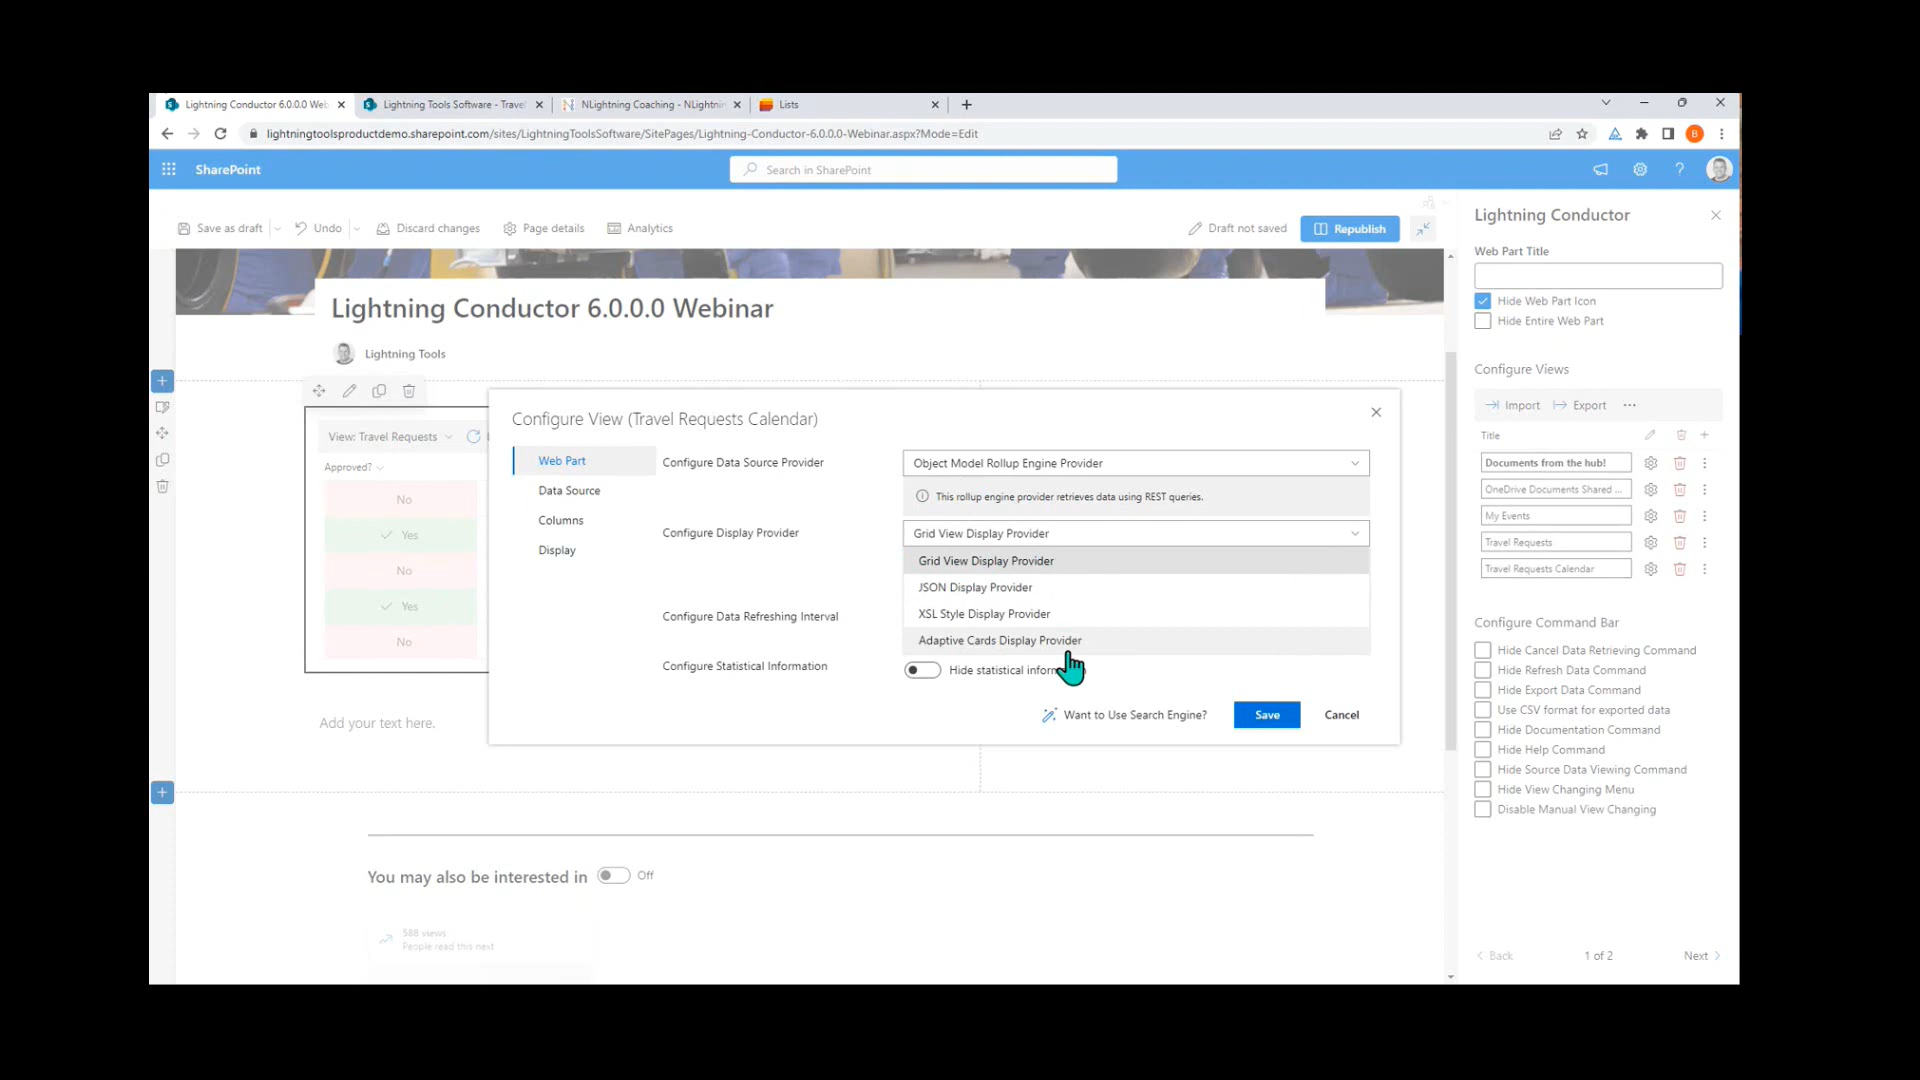 Lightning Conductor 6.0.0.0 Web
Lightning Tools Software - Travel
NLightning Coaching - NLightnin
Lists
lightningtoolsproductdemo.sharepoint.com/sites/LightningToolsSoftware/SitePages/Lightning-Conductor-6.0.0.0-Webinar.aspx?Mode=Edit
B
SharePoint
Search in SharePoint
Save as draft
Undo
Discard changes
Page details
Analytics
Draft not saved
Republish
Lightning Conductor 6.0.0.0 Webinar
Lightning Tools
View: Travel Requests
Approved?
No
Yes
No
Yes
No
Add your text here.
Configure View (Travel Requests Calendar)
Web Part
Data Source
Columns
Display
Configure Data Source Provider
Object Model Rollup Engine Provider
This rollup engine provider retrieves data using REST queries.
Configure Display Provider
Grid View Display Provider
Grid View Display Provider
JSON Display Provider
XSL Style Display Provider
Adaptive Cards Display Provider
Configure Data Refreshing Interval
Configure Statistical Information
Hide statistical
Want to Use Search Engine?
Save
Cancel
You may also be interested in
Off
588 views
People read this next
Lightning Conductor
Web Part Title
Hide Web Part Icon
Hide Entire Web Part
Configure Views
Import
Export
Title
Documents from the hub!
OneDrive Documents Shared ...
My Events
Travel Requests
Travel Requests Calendar
Configure Command Bar
Hide Cancel Data Retrieving Command
Hide Refresh Data Command
Hide Export Data Command
Use CSV format for exported data
Hide Documentation Command
Hide Help Command
Hide Source Data Viewing Command
Hide View Changing Menu
Disable Manual View Changing
Back
1 of 2
Next